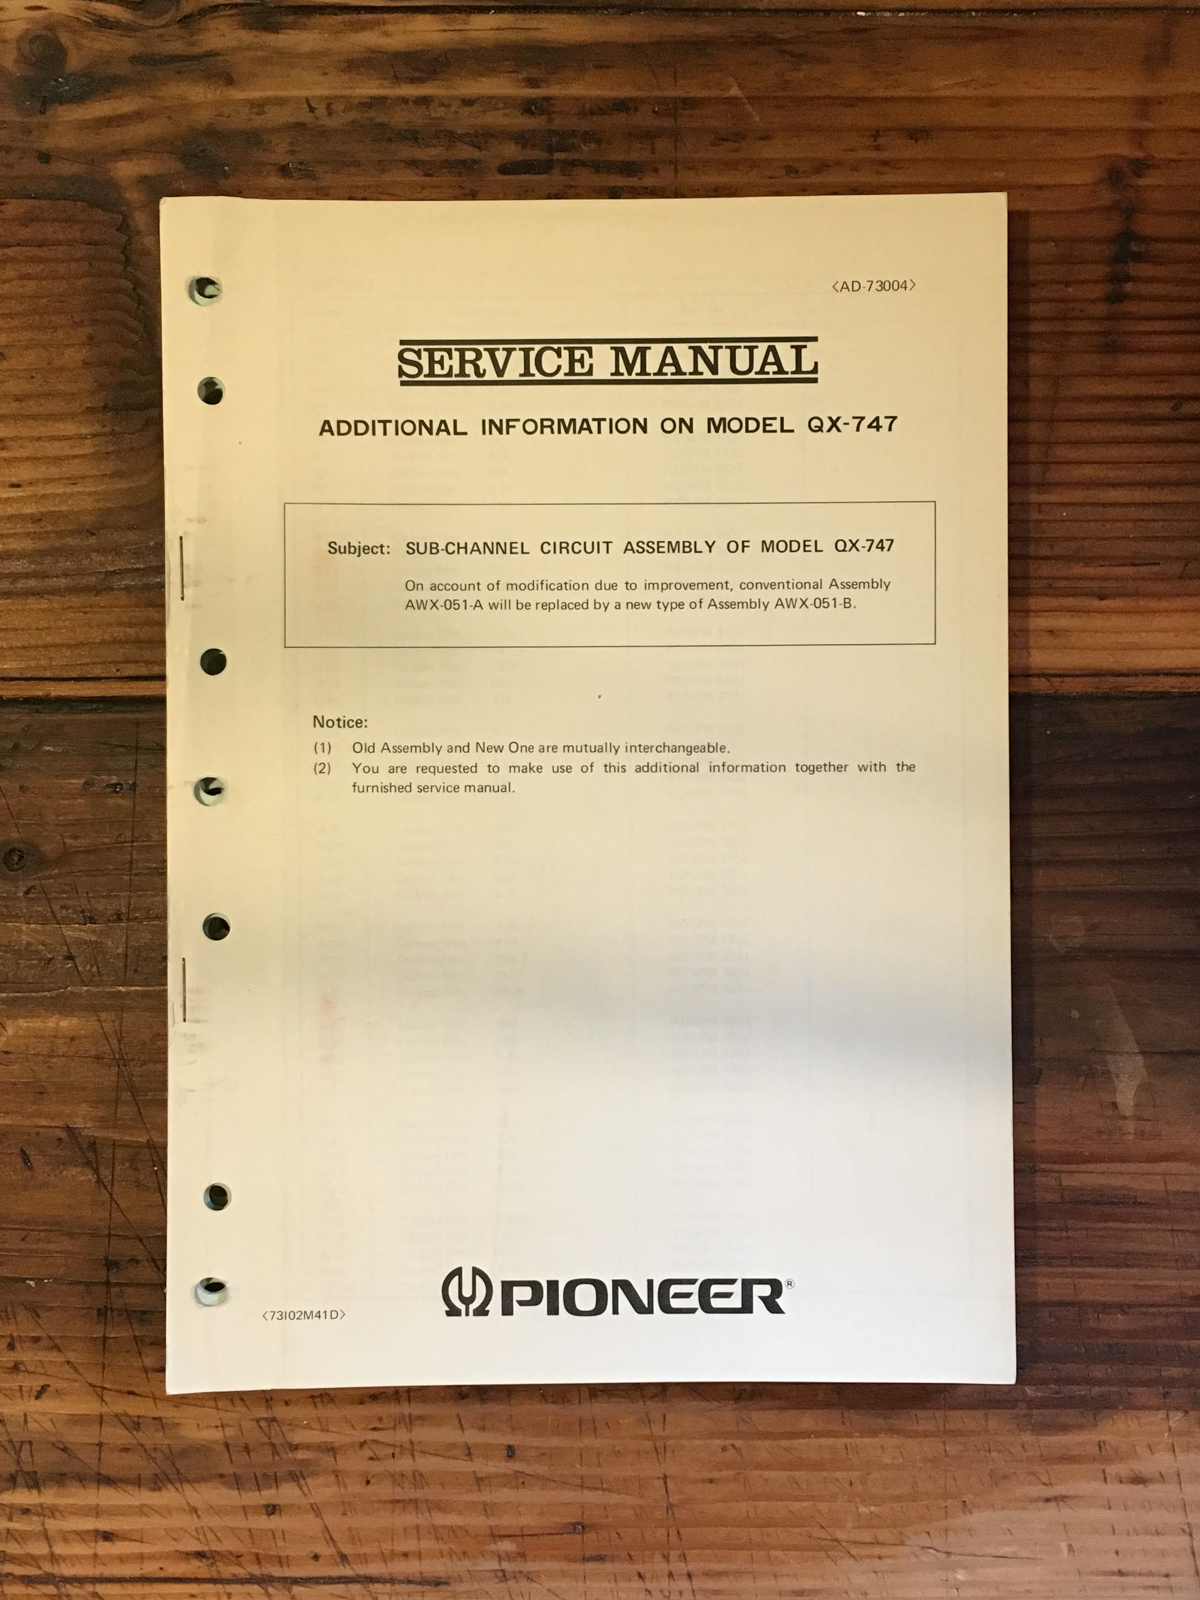 〈AD-73004〉
SERVICE MANUAL
ADDITIONAL INFORMATION ON MODEL QX-747
Subject: SUB-CHANNEL CIRCUIT ASSEMBLY OF MODEL QX-747
On account of modification due to improvement, conventional Assembly
AWX-051-A will be replaced by a new type of Assembly AWX-051-B.
Notice:
(1) Old Assembly and New One are mutually interchangeable.
(2) You are requested to make use of this additional information together with the
furnished service manual.
PIONEER®
〈73I02M41D〉